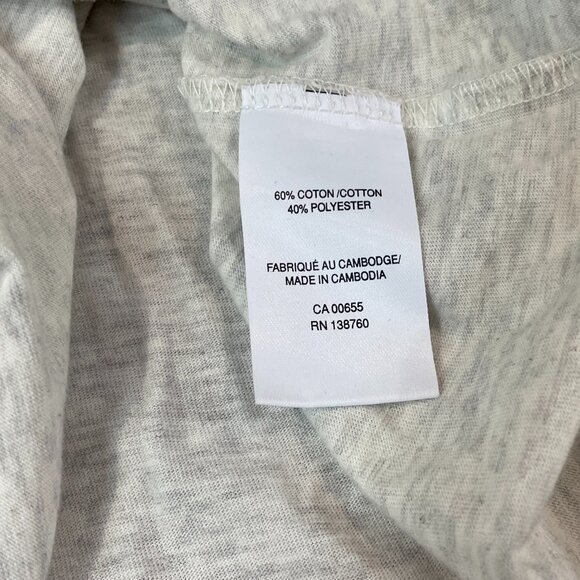 60% COTON /COTTON
40% POLYESTER
FABRIQUÉ AU CAMBODGE/
MADE IN CAMBODIA
CA 00655
RN 138760